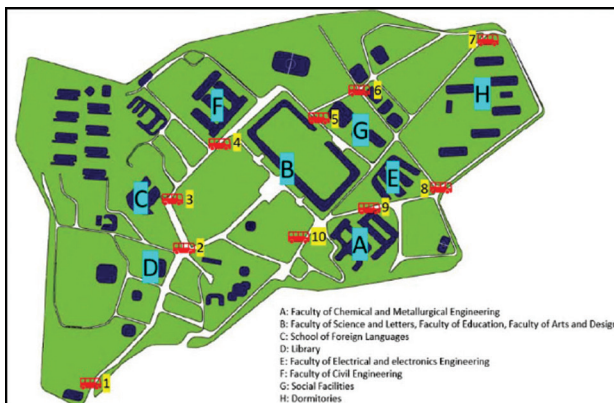 7
6
H
F
5
4
G
B
E
8
C
3
9
A
10
2
D
1
A: Faculty of Chemical and Metallurgical Engineering
B: Faculty of Science and Letters, Faculty of Education, Faculty of Arts and Design
C: School of Foreign Languages
D: Library
E: Faculty of Electrical and electronics Engineering
F: Faculty of Civil Engineering
G: Social Facilities
H: Dormitories